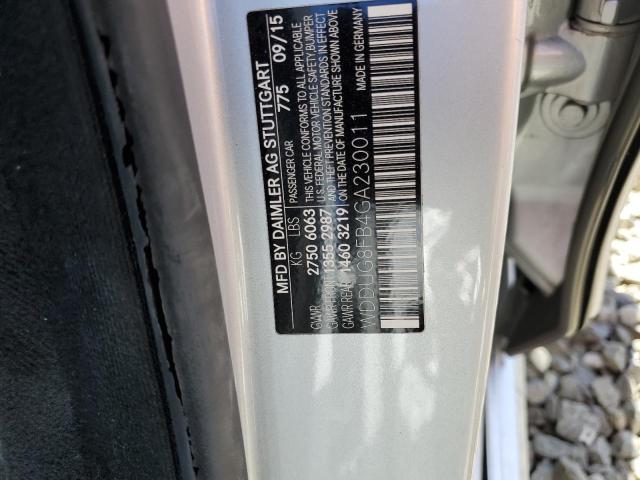 MFD BY DAIMLER AG STUTTGART
PASSENGER CAR 775 09/15
KG LBS
GVWR 2750 6063
GAWR FRONT 1355 2987
GAWR REAR 1460 3219
THIS VEHICLE CONFORMS TO ALL APPLICABLE
U.S. FEDERAL MOTOR VEHICLE SAFETY, BUMPER
AND THEFT PREVENTION STANDARDS IN EFFECT
ON THE DATE OF MANUFACTURE SHOWN ABOVE
WDDUG8FB4GA230011 MADE IN GERMANY